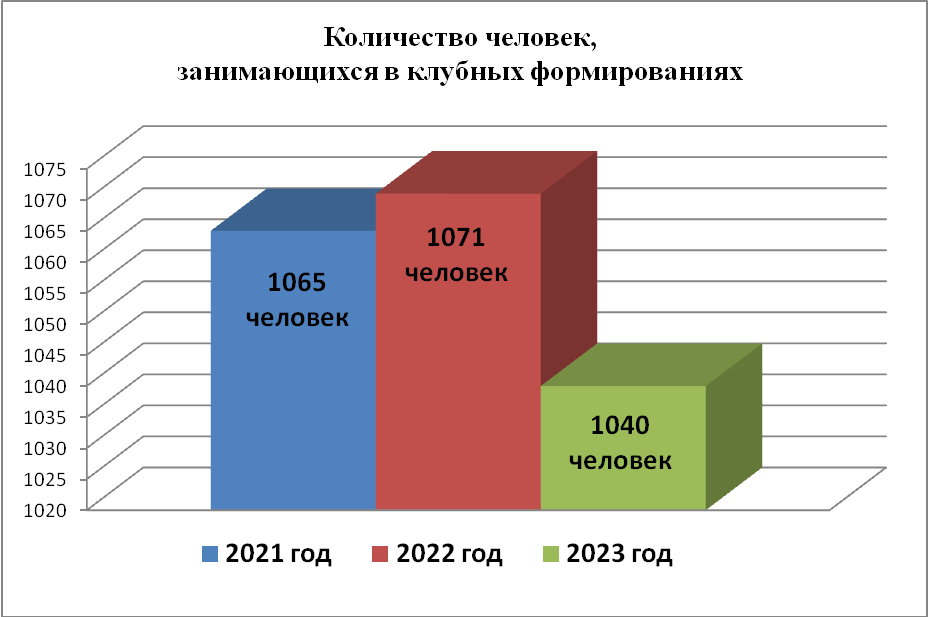 Количество человек,
занимающихся в клубных формированиях
1075
1070
1065
1060
1055
1050
1045
1040
1035
1030
1025
1020
1065
человек
1071
человек
1040
человек
2021 год
2022 год
2023 год